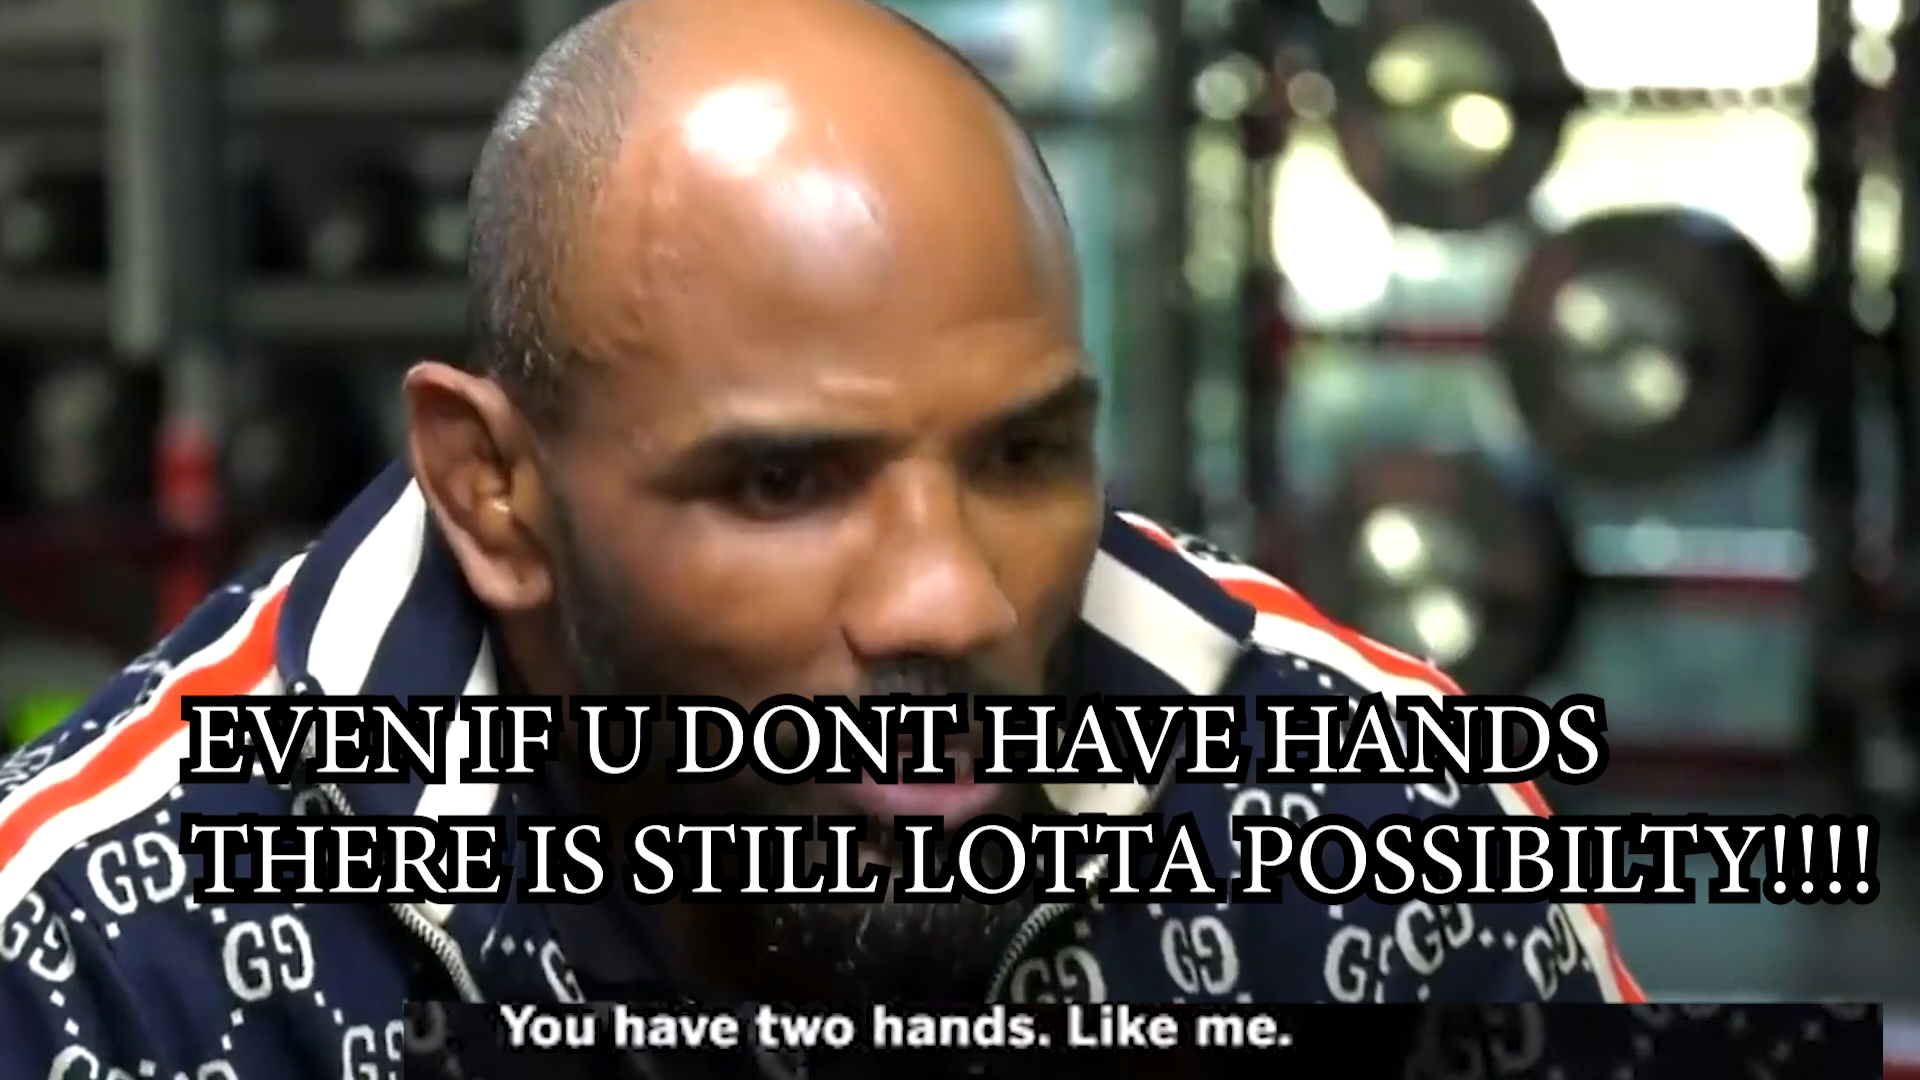 EVEN IF U DONT HAVE HANDS
THERE IS STILL LOTTA POSSIBILTY!!!!
You have two hands. Like me.